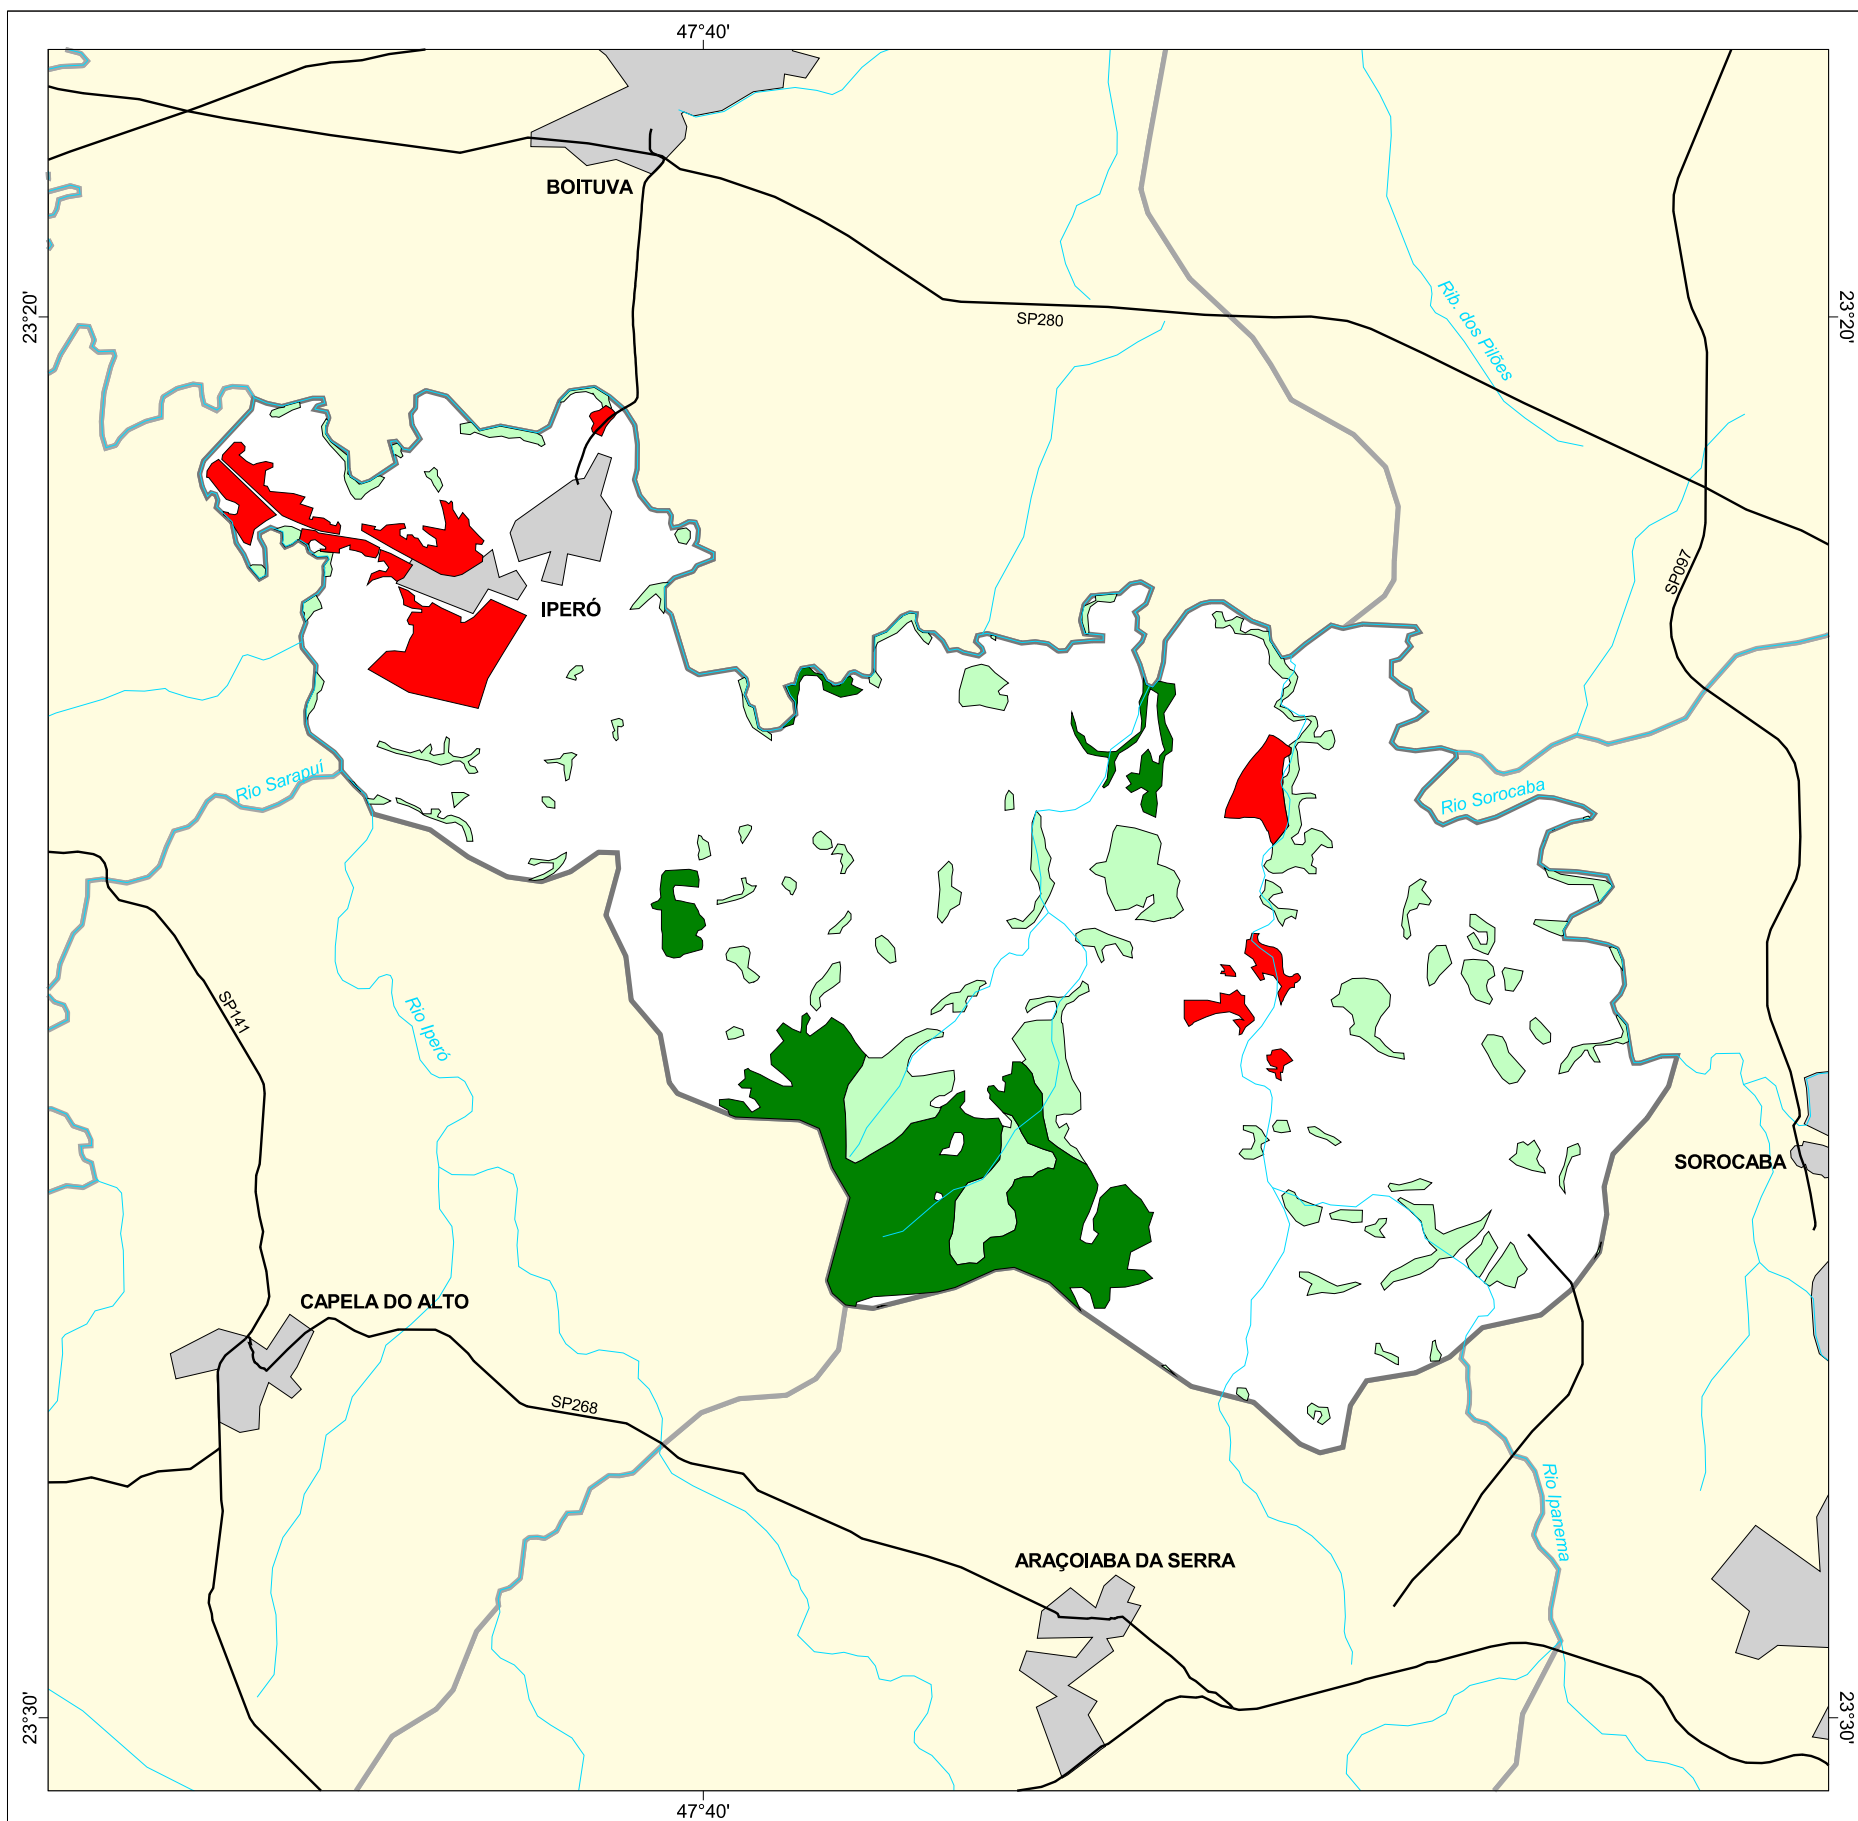 47°40'
BOITUVA
Rib. dos Pilões
23°20'
SP280
23°20'
SP097
IPERÓ
Rio Sarapuí
Rio Sorocaba
SP141
Rio Iperó
SOROCABA
CAPELA DO ALTO
SP268
Rio Ipanema
ARAÇOIABA DA SERRA
23°30'
23°30'
47°40'